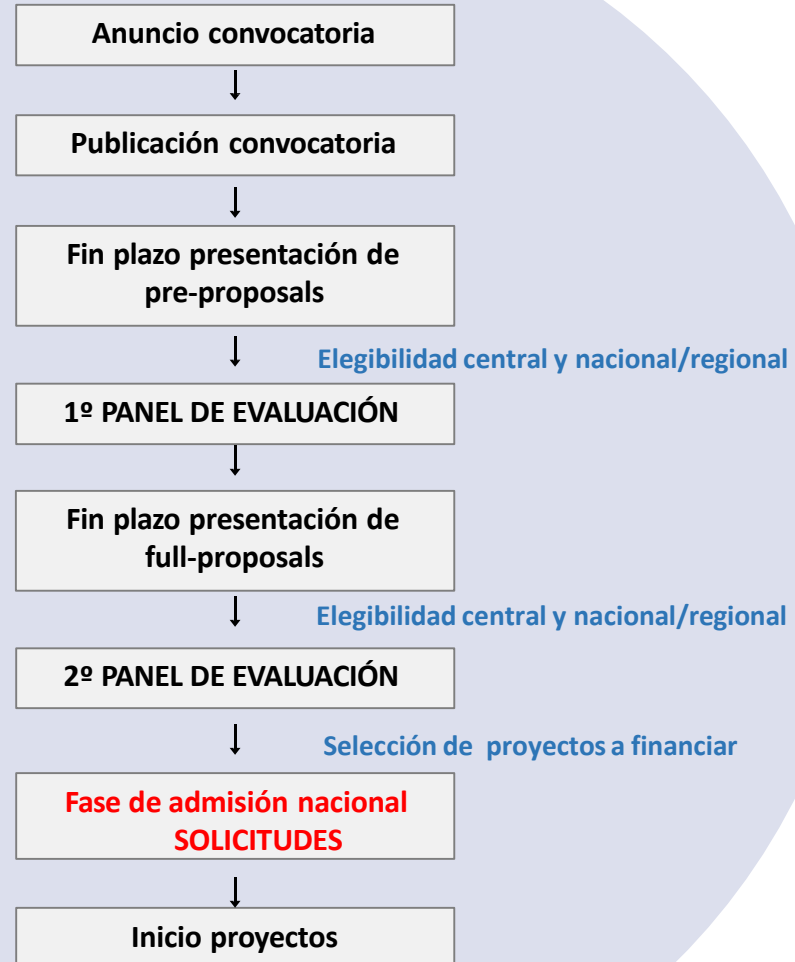 Anuncio convocatoria
Publicación convocatoria
Fin plazo presentación de
pre-proposals
Elegibilidad central y nacional/regional
1º PANEL DE EVALUACIÓN
Fin plazo presentación de
full-proposals
Elegibilidad central y nacional/regional
2º PANEL DE EVALUACIÓN
Selección de proyectos a financiar
Fase de admisión nacional
SOLICITUDES
Inicio proyectos